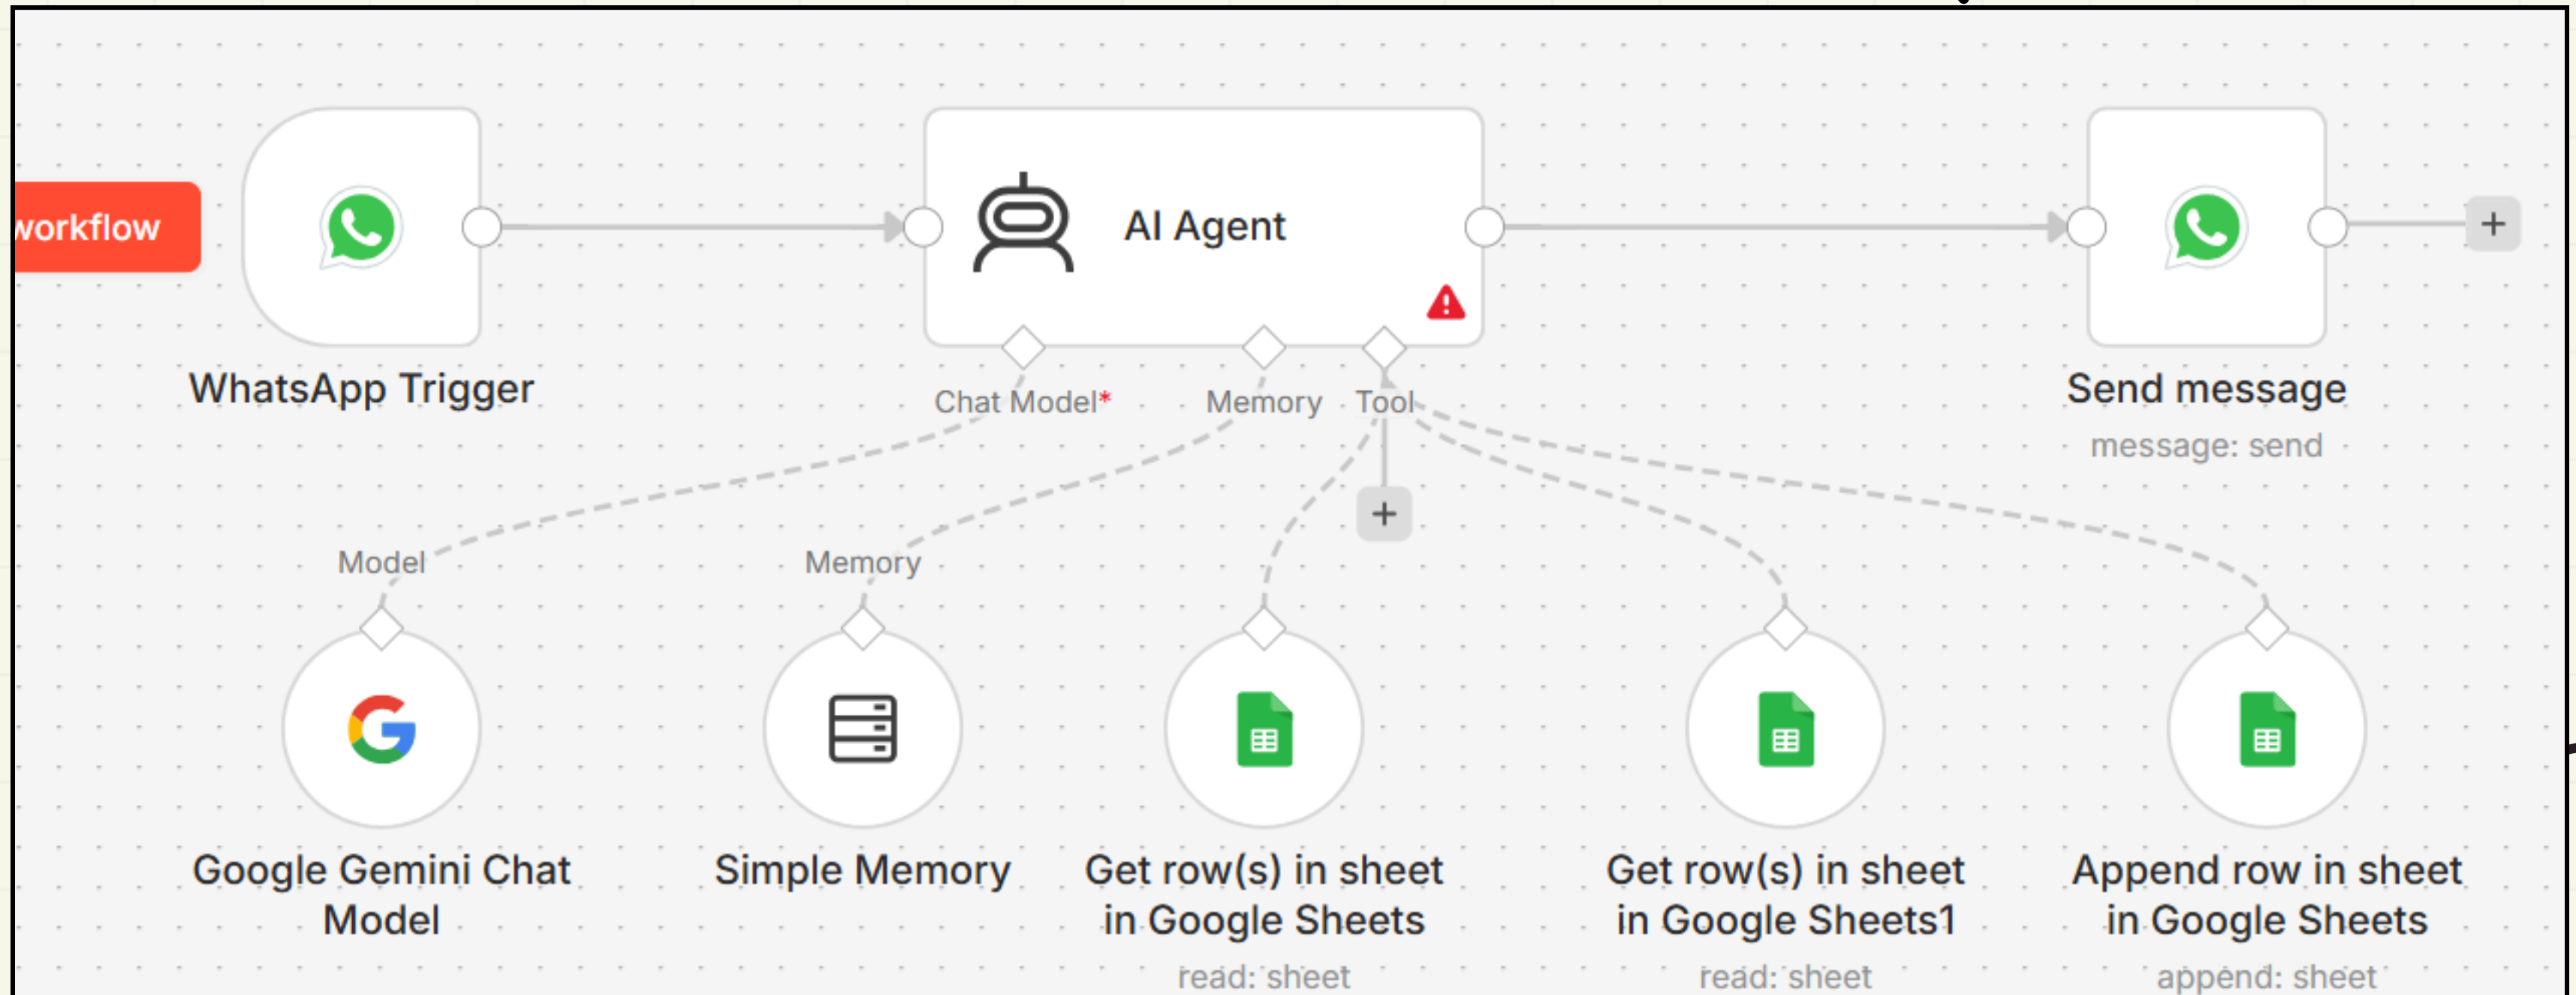 workflow
AI Agent
WhatsApp Trigger
Send message
message: send
Chat Model*
Memory
Tool
+
+
Model
Memory
Google Gemini Chat
Model
Simple Memory
Get row(s) in sheet
in Google Sheets
read: sheet
Get row(s) in sheet
in Google Sheets1
read: sheet
Append row in sheet
in Google Sheets
append: sheet